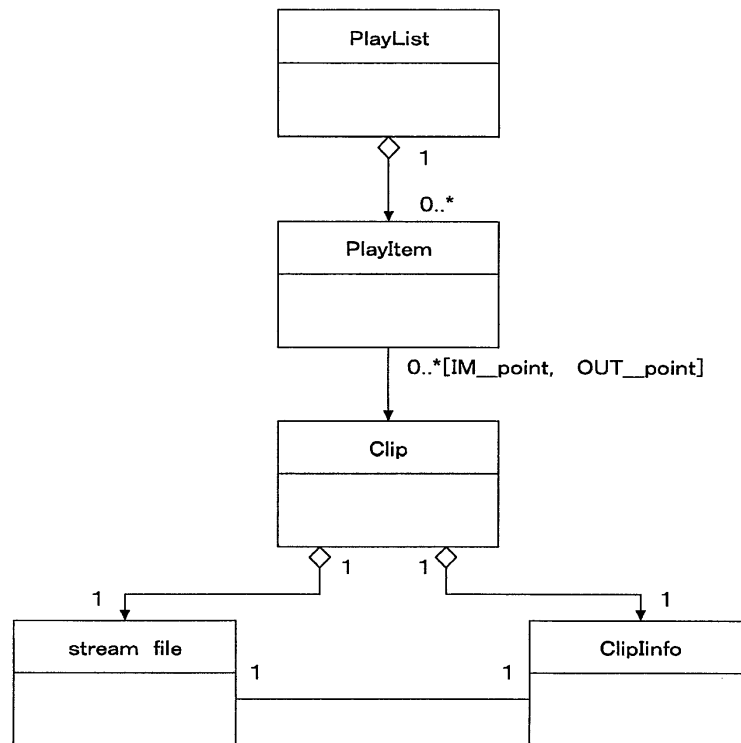 PlayList
1
0..*
PlayItem
0..*[IM__point, OUT__point]
Clip
1 1
1 1
stream file ClipIinfo
1 1